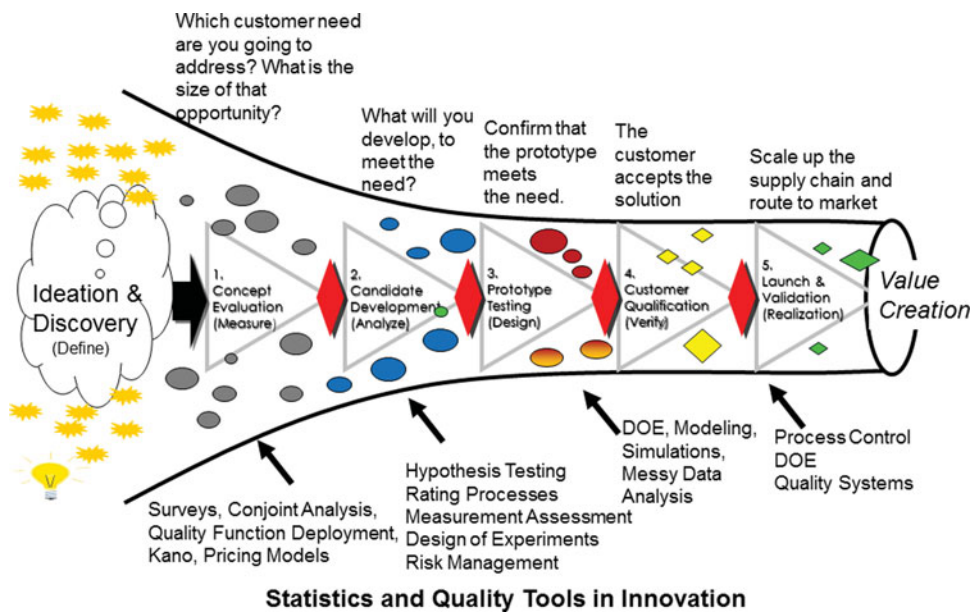 Which customer need
are you going to
address? What is the
size of that
opportunity?
What will you
develop, to
meet the
need?
Confirm that
the prototype
meets
the need.
The
customer
accepts the
solution
Scale up the
supply chain and
route to market
Ideation &
Discovery
(Define)
1.
Concept
Evaluation
(Measure)
2.
Candidate
Development
(Analyze)
3.
Prototype
Testing
(Design)
4.
Customer
Qualification
(Verify)
5.
Launch &
Validation
(Realization)
Value
Creation
Surveys, Conjoint Analysis,
Quality Function Deployment,
Kano, Pricing Models
Hypothesis Testing
Rating Processes
Measurement Assessment
Design of Experiments
Risk Management
DOE, Modeling,
Simulations,
Messy Data
Analysis
Process Control
DOE
Quality Systems
Statistics and Quality Tools in Innovation